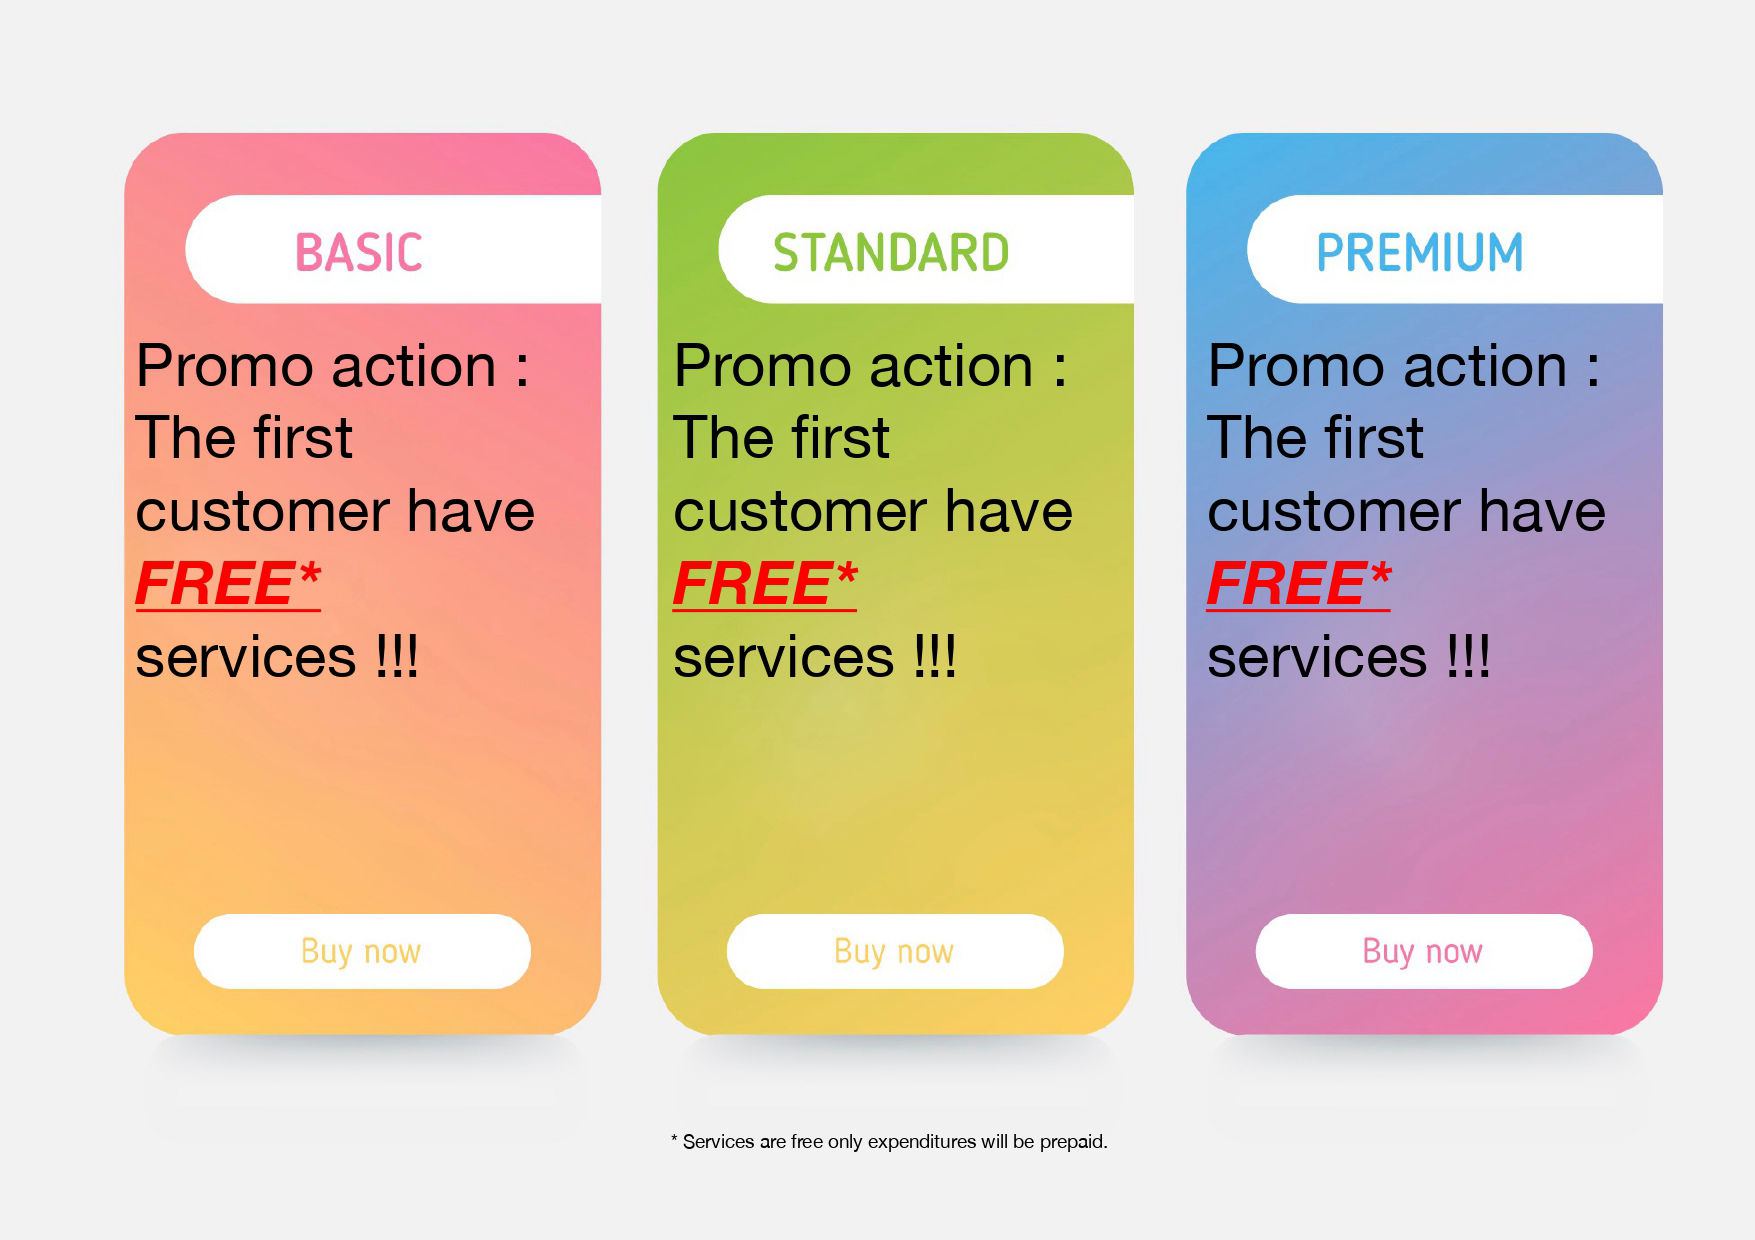 BASIC
Promo action :
The first
customer have
FREE*
services !!!
Buy now
STANDARD
Promo action :
The first
customer have
FREE*
services !!!
Buy now
PREMIUM
Promo action :
The first
customer have
FREE*
services !!!
Buy now
* Services are free only expenditures will be prepaid.